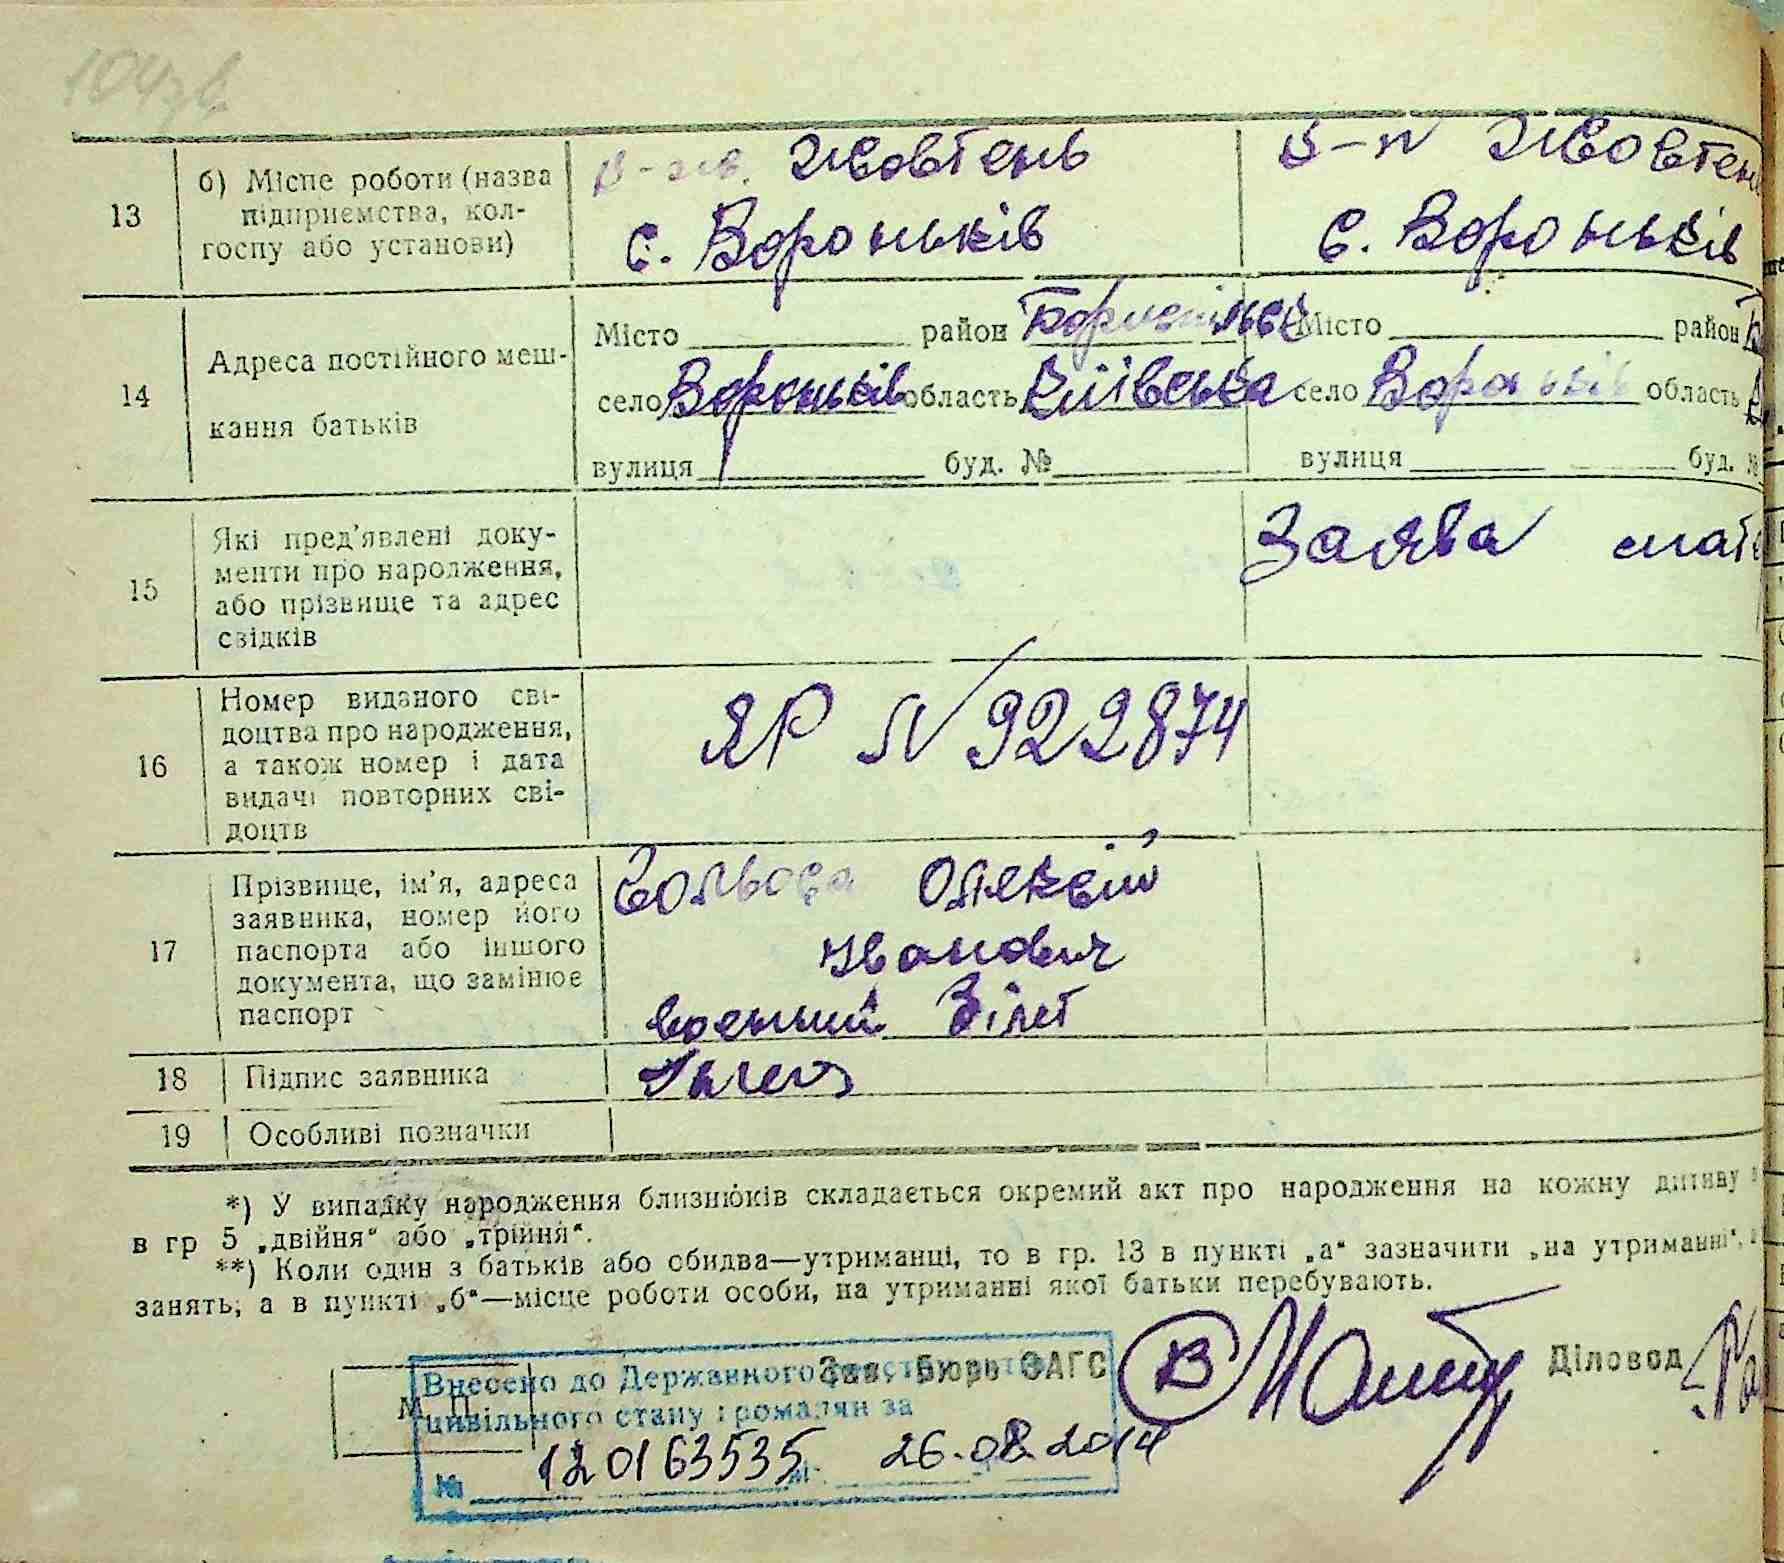 104зв
13
б) Місце роботи (назва
підприємства, кол-
госпу або установи)
Жовтень
с. Вороньків
Жовтень
с. Вороньків
14
Адреса постійного меш-
кання батьків
Місто район Бориспільс
село Вороньків область Київська
вулиця буд. №
Місто район
село Вороньків область
вулиця буд. №
15
Які пред'явлені доку-
менти про народження,
або прізвище та адрес
свідків
Заява мате
16
Номер виданого сві-
доцтва про народження,
а також номер і дата
видачі повторних сві-
доцтв
ЯР № 922874
17
Прізвище, ім'я, адреса
заявника, номер його
паспорта або іншого
документа, що замінює
паспорт
Олексій
Іванович
военний білет
18
Підпис заявника
19
Особливі позначки
*) У випадку народження близнюків складається окремий акт про народження на кожну дитину
в гр 5 „двійня" або „трійня".
**) Коли один з батьків або обидва—утриманці, то в гр. 13 в пункті „а" зазначити „на утриманні",
занять; а в пункті „б"—місце роботи особи, на утриманні якої батьки перебувають.
М. П.
Зав. Бюро ЗАГС
Діловод
Внесено до Державного реєстру актів
цивільного стану громадян за
№ 120163535 26.08.2014